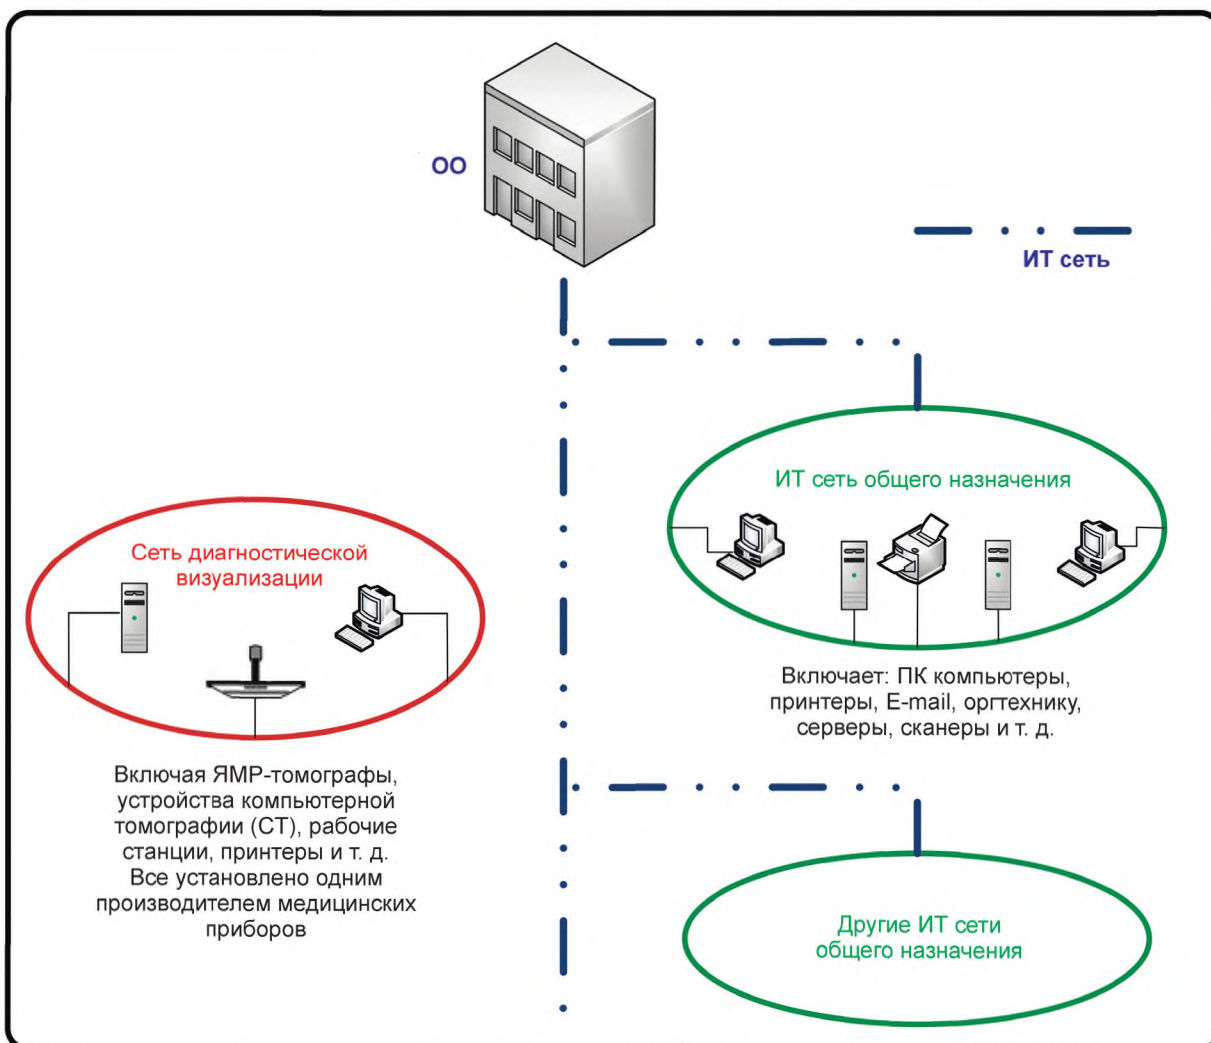 ОО
ИТ сеть
ИТ сеть общего назначения
Сеть диагностической
визуализации
Включает: ПК компьютеры,
принтеры, E-mail, оргтехнику,
серверы, сканеры и т. д.
Включая ЯМР-томографы,
устройства компьютерной
томографии (СТ), рабочие
станции, принтеры и т. д.
Все установлено одним
производителем медицинских
приборов
Другие ИТ сети
общего назначения